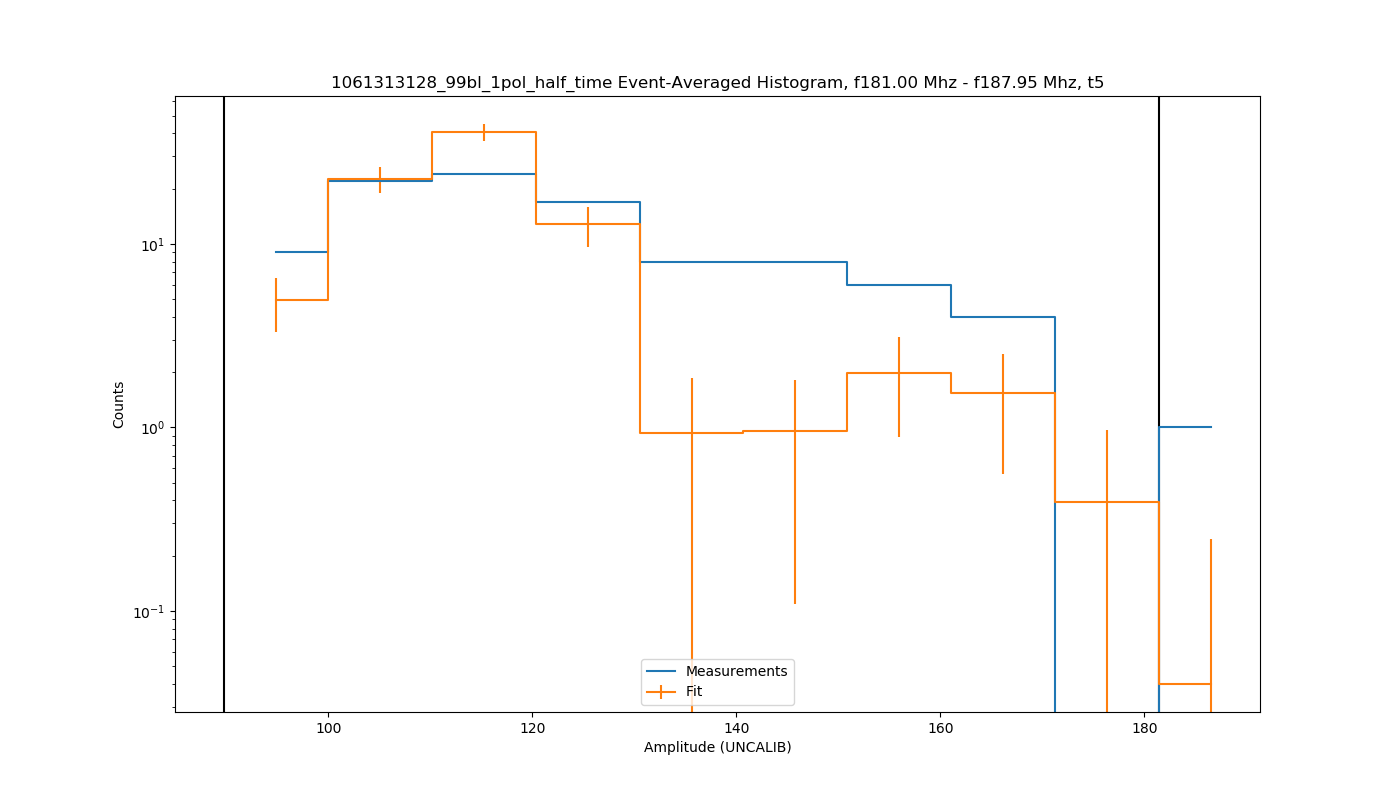 1061313128_99bl_1pol_half_time Event-Averaged Histogram, f181.00 Mhz - f187.95 Mhz, t5
Counts
10¹
10⁰
10⁻¹
Measurements
Fit
100 120 140 160 180
Amplitude (UNCALIB)